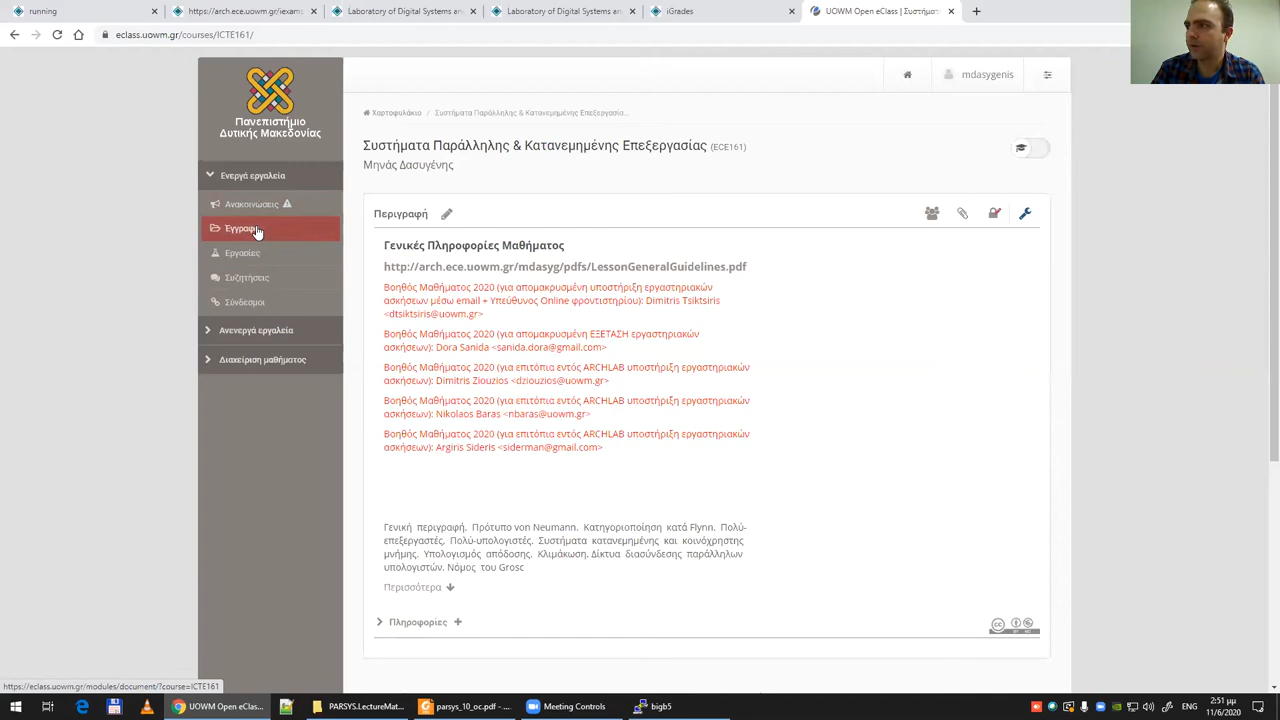 running
https://arch.ece.uowm.gr/mdasy
Laboratory of Digital Systems an
Laboratory of Digital Systems an
iGrades
UOWM Open eClass | Συστήματα
eclass.uowm.gr/courses/ICTE161/
Πανεπιστήμιο
Δυτικής Μακεδονίας
mdasygenis
Χαρτοφυλάκιο / Συστήματα Παράλληλης & Κατανεμημένης Επεξεργασία...
Συστήματα Παράλληλης & Κατανεμημένης Επεξεργασίας (ECE161)
Μηνάς Δασυγένης
Ενεργά εργαλεία
Ανακοινώσεις
Έγγραφα
Εργασίες
Συζητήσεις
Σύνδεσμοι
Ανενεργά εργαλεία
Διαχείριση μαθήματος
Περιγραφή
Γενικές Πληροφορίες Μαθήματος
http://arch.ece.uowm.gr/mdasyg/pdfs/LessonGeneralGuidelines.pdf
Βοηθός Μαθήματος 2020 (για απομακρυσμένη υποστήριξη εργαστηριακών
ασκήσεων μέσω email + Υπεύθυνος Online φροντιστηρίου): Dimitris Tsiktsiris
<dtsiktsiris@uowm.gr>
Βοηθός Μαθήματος 2020 (για απομακρυσμένη ΕΞΕΤΑΣΗ εργαστηριακών
ασκήσεων): Dora Sanida <sanida.dora@gmail.com>
Βοηθός Μαθήματος 2020 (για επιτόπια εντός ARCHLAB υποστήριξη εργαστηριακών
ασκήσεων): Dimitris Ziouzios <dziouzios@uowm.gr>
Βοηθός Μαθήματος 2020 (για επιτόπια εντός ARCHLAB υποστήριξη εργαστηριακών
ασκήσεων): Nikolaos Baras <nbaras@uowm.gr>
Βοηθός Μαθήματος 2020 (για επιτόπια εντός ARCHLAB υποστήριξη εργαστηριακών
ασκήσεων): Argiris Sideris <siderman@gmail.com>
Γενική περιγραφή. Πρότυπο von Neumann. Κατηγοριοποίηση κατά Flynn. Πολύ-
επεξεργαστές, Πολύ-υπολογιστές. Συστήματα κατανεμημένης και κοινόχρηστης
μνήμης. Υπολογισμός απόδοσης. Κλιμάκωση. Δίκτυα διασύνδεσης παράλληλων
υπολογιστών. Νόμος του Grosc
Περισσότερα
Πληροφορίες
https://eclass.uowm.gr/modules/document/?course=ICTE161
UOWM Open eClas...
PARSYS.LectureMat...
parsys_10_oc.pdf - ...
Meeting Controls
bigb5
ENG
2:51 μμ
11/6/2020